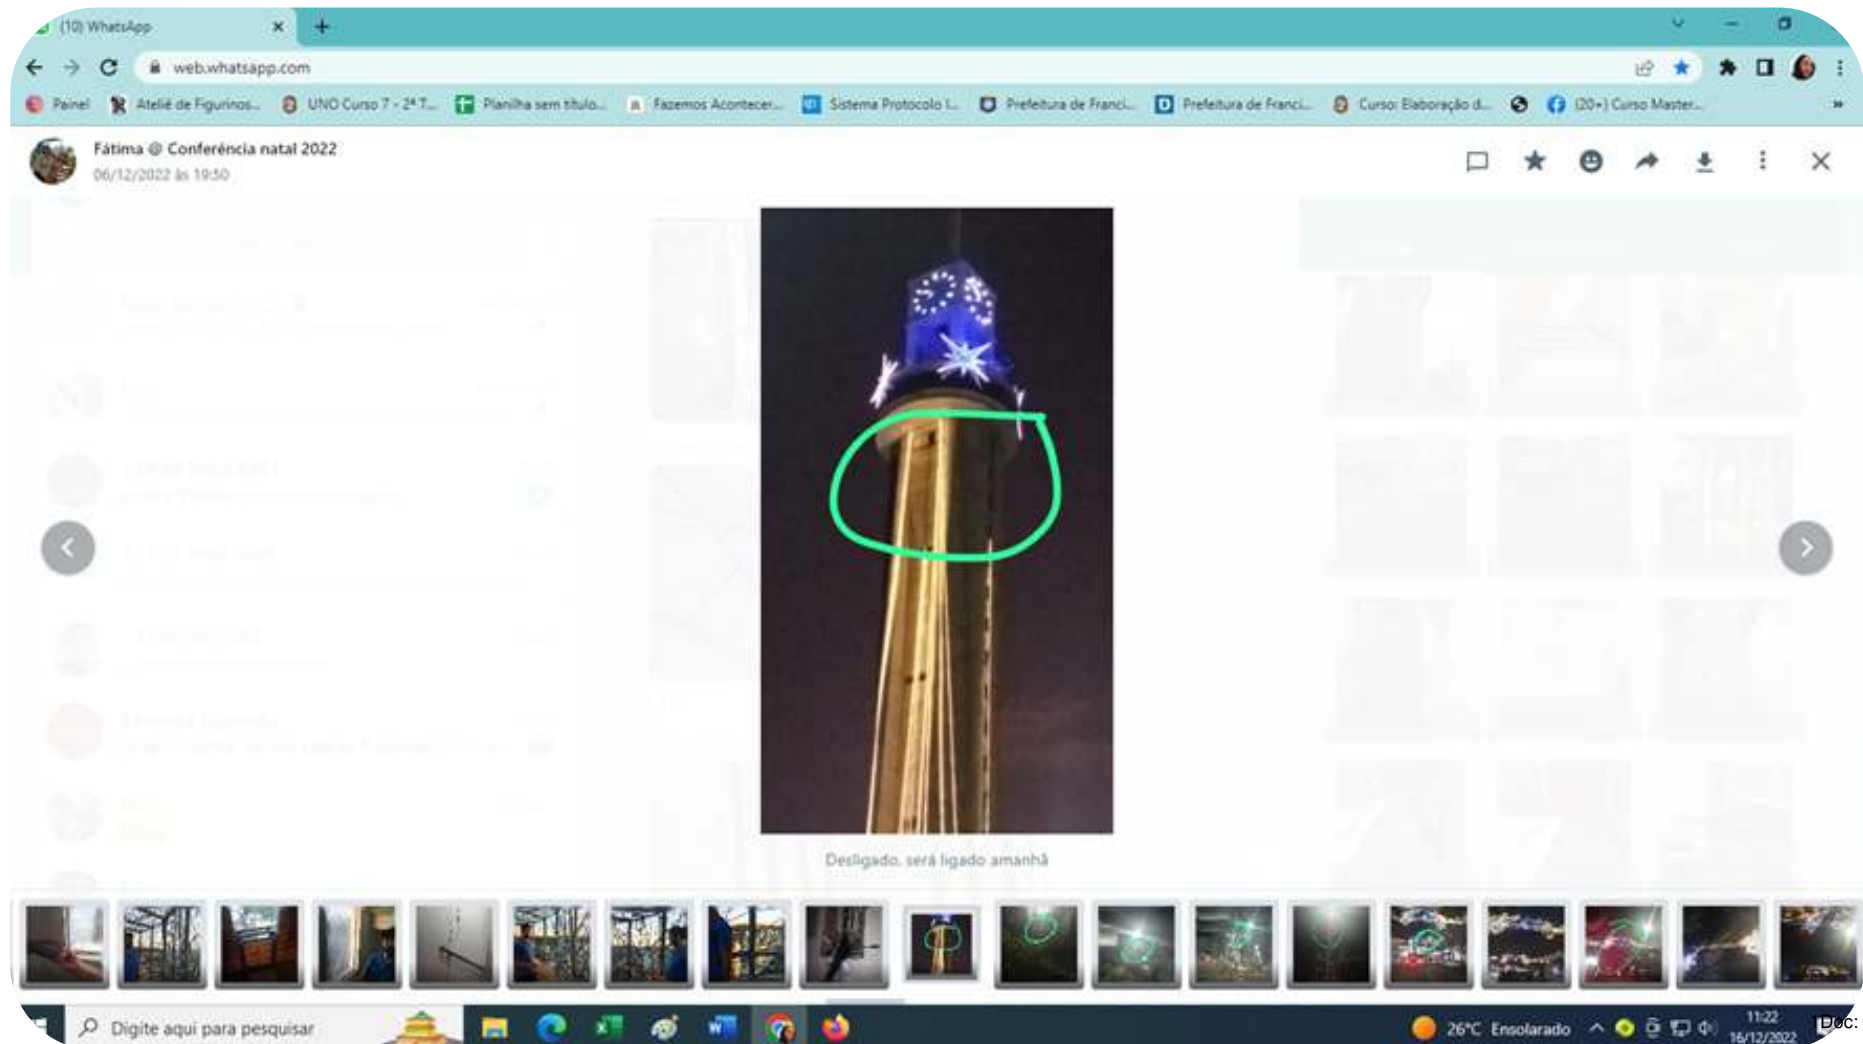 (10) WhatsApp
web.whatsapp.com
Painel
Ateliê de Figurinos...
UNO Curso 7 - 2ª T...
Planilha sem título...
Fazemos Acontecer...
Sistema Protocolo I...
Prefeitura de Franci...
Prefeitura de Franci...
Curso: Elaboração d...
(20+) Curso Master...
Fátima @ Conferência natal 2022
06/12/2022 às 19:50
Desligado, será ligado amanhã
Digite aqui para pesquisar
26°C Ensolarado
11:22
16/12/2022
1Doc: